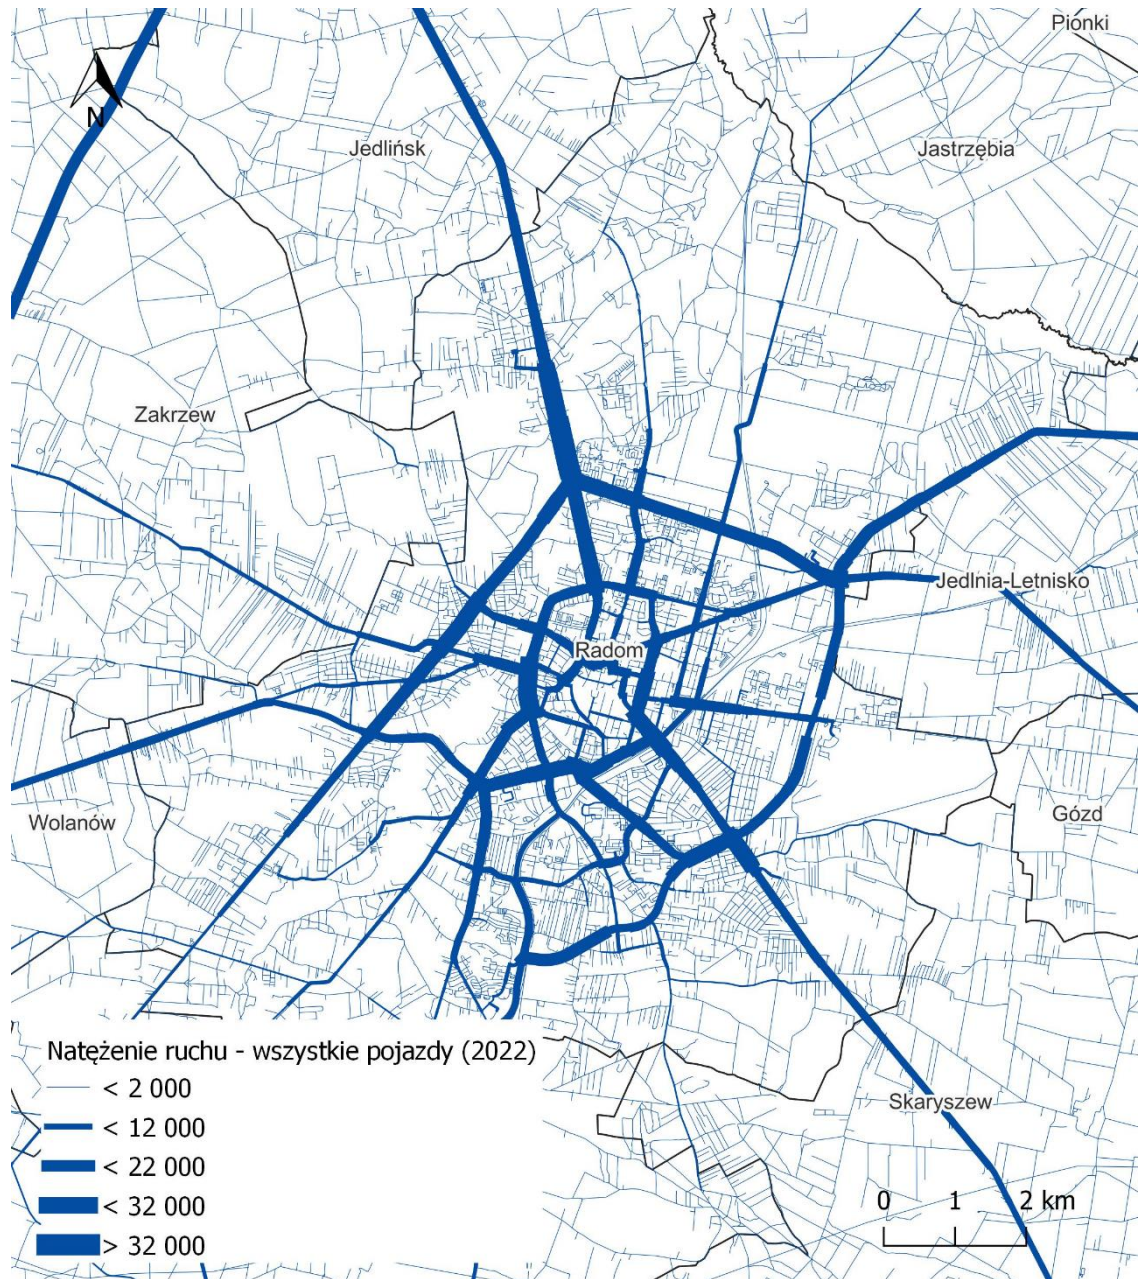 Pionki
N
Jedlińsk
Jastrzębia
Zakrzew
Jedlnia-Letnisko
Radom
Wolanów
Gózd
Natężenie ruchu - wszystkie pojazdy (2022)
< 2 000
< 12 000
< 22 000
< 32 000
> 32 000
Skaryszew
0 1 2 km